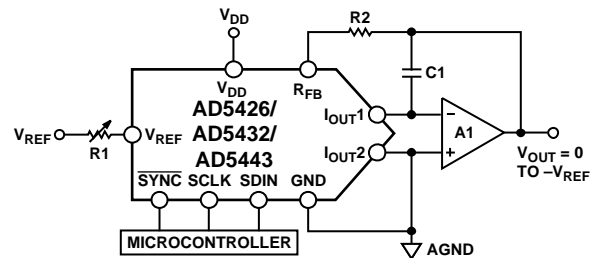 VDD
R2
C1
VDD
RFB
AD5426/
AD5432/
AD5443
IOUT1
IOUT2
VREF
R1
VREF
SYNC SCLK SDIN GND
MICROCONTROLLER
A1
–
+
VOUT = 0
TO –VREF
AGND